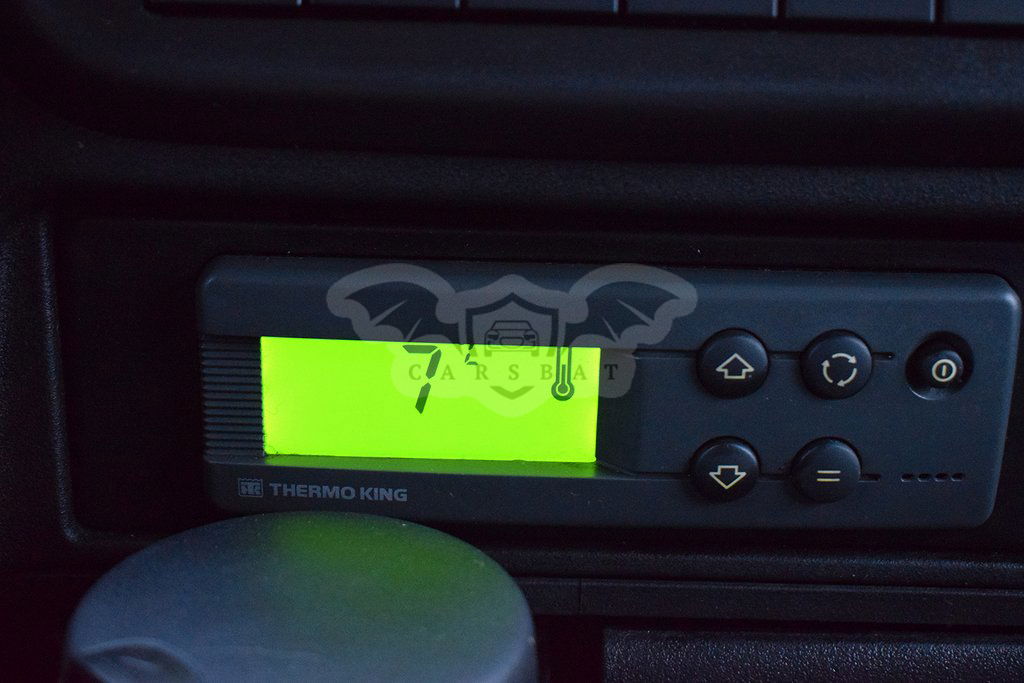 7°
CARSBAT
THERMO KING